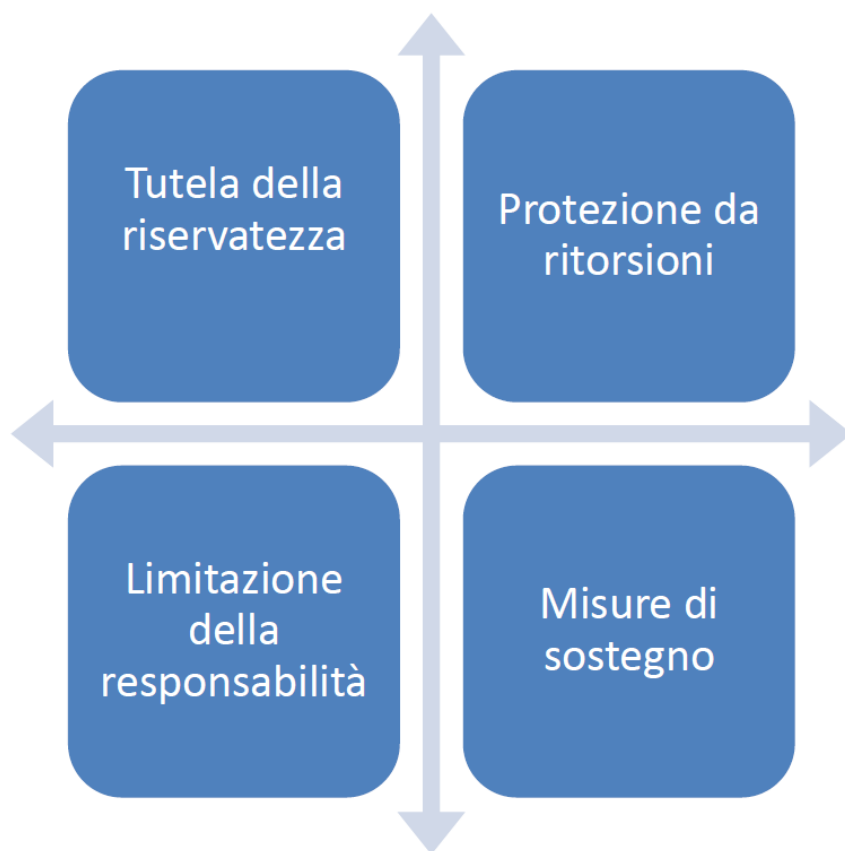 Tutela della
riservatezza
Protezione da
ritorsioni
Limitazione
della
responsabilità
Misure di
sostegno